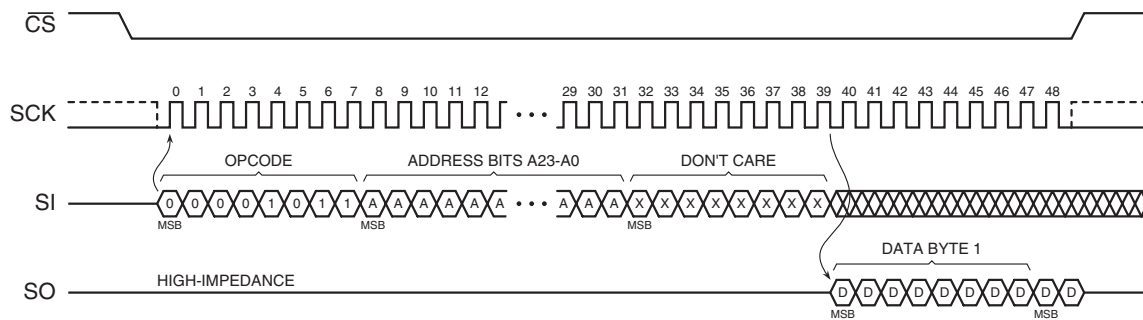 CS
0 1 2 3 4 5 6 7 8 9 10 11 12 29 30 31 32 33 34 35 36 37 38 39 40 41 42 43 44 45 46 47 48
SCK
OPCODE ADDRESS BITS A23-A0 DON'T CARE
SI 0 0 0 0 1 0 1 1 A A A A A A A A A X X X X X X X X
MSB MSB MSB
DATA BYTE 1
HIGH-IMPEDANCE
SO D D D D D D D D D D
MSB MSB